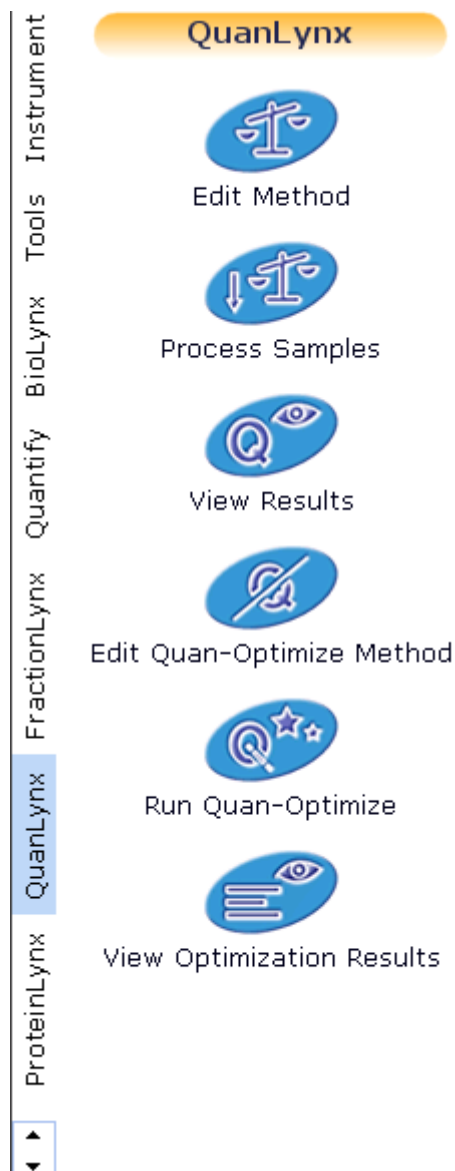 QuanLynx
Edit Method
Process Samples
View Results
Edit Quan-Optimize Method
Run Quan-Optimize
View Optimization Results
Instrument
Tools
BioLynx
Quantify
FractionLynx
QuanLynx
ProteinLynx